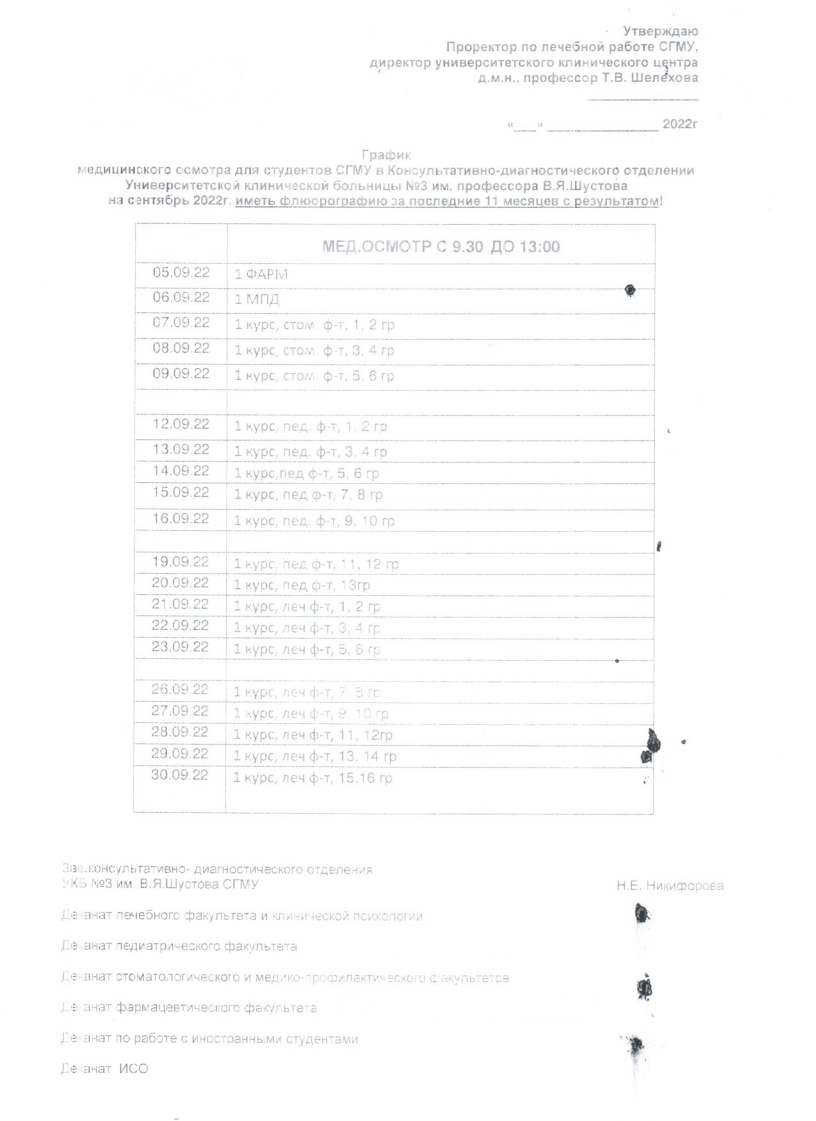 Утверждаю
Проректор по лечебной работе СГМУ,
директор университетского клинического центра
д.м.н., профессор Т.В. Шелехова
«___» ________________ 2022г
График
медицинского осмотра для студентов СГМУ в Консультативно-диагностического отделении
Университетской клинической больницы №3 им. профессора В.Я.Шустова
на сентябрь 2022г. иметь флюорографию за последние 11 месяцев с результатом!
МЕД.ОСМОТР С 9.30 ДО 13:00
05.09.22 1 ФАРМ
06.09.22 1 МПД
07.09.22 1 курс, стом. ф-т, 1, 2 гр
08.09.22 1 курс, стом. ф-т, 3, 4 гр
09.09.22 1 курс, стом. ф-т, 5, 6 гр
12.09.22 1 курс, пед. ф-т, 1, 2 гр
13.09.22 1 курс, пед. ф-т, 3, 4 гр
14.09.22 1 курс,пед ф-т, 5, 6 гр
15.09.22 1 курс, пед ф-т, 7, 8 гр
16.09.22 1 курс, пед. ф-т, 9, 10 гр
19.09.22 1 курс, пед ф-т, 11, 12 гр
20.09.22 1 курс, пед ф-т, 13гр
21.09.22 1 курс, леч ф-т, 1, 2 гр
22.09.22 1 курс, леч ф-т, 3, 4 гр
23.09.22 1 курс, леч ф-т, 5, 6 гр
26.09.22 1 курс, леч ф-т, 7, 8 гр
27.09.22 1 курс, леч ф-т, 9, 10 гр
28.09.22 1 курс, леч ф-т, 11, 12гр
29.09.22 1 курс, леч ф-т, 13, 14 гр
30.09.22 1 курс, леч ф-т, 15,16 гр
Зав.консультативно- диагностического отделения
УКБ №3 им. В.Я.Шустова СГМУ Н.Е. Никифорова
Деканат лечебного факультета и клинической психологии
Деканат педиатрического факультета
Деканат стоматологического и медико-профилактического факультетов
Деканат фармацевтического факультета
Деканат по работе с иностранными студентами
Деканат ИСО